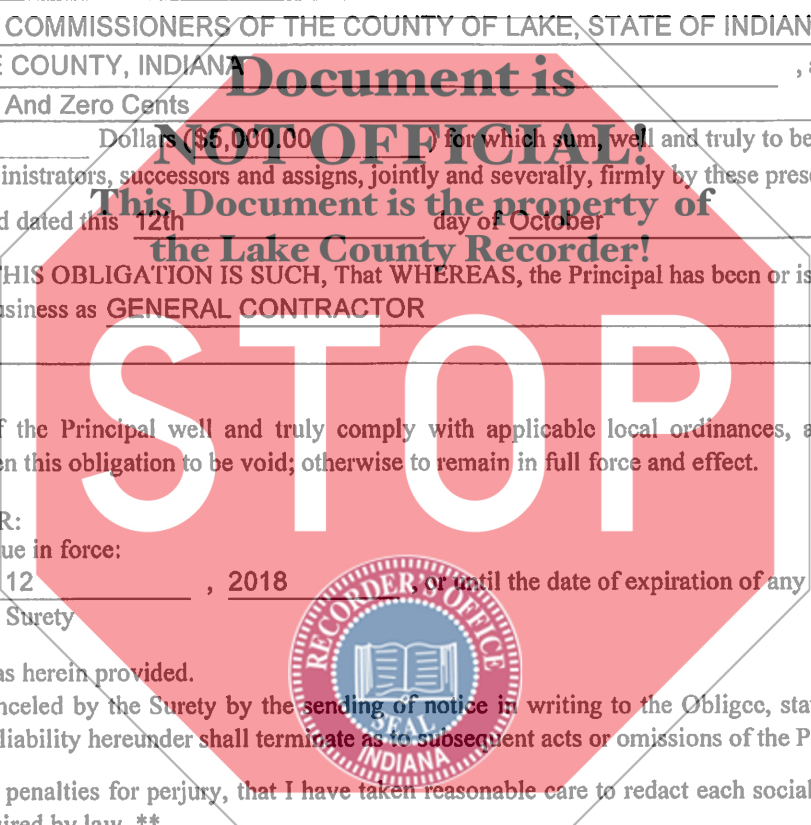 COMMISSIONERS OF THE COUNTY OF LAKE, STATE OF INDIAN
E COUNTY, INDIANA ,
Document is
And Zero Cents
Dollars ($5,000.00 ) for which sum, well and truly to be
NOT OFFICIAL!
inistrators, successors and assigns, jointly and severally, firmly by these prese
This Document is the property of
d dated this 12th day of October
the Lake County Recorder!
THIS OBLIGATION IS SUCH, That WHEREAS, the Principal has been or is
usiness as GENERAL CONTRACTOR
STOP
f the Principal well and truly comply with applicable local ordinances, a
en this obligation to be void; otherwise to remain in full force and effect.
R:
ue in force:
12 , 2018 , or until the date of expiration of any
Surety
RECORDER'S OFFICE
SEAL
INDIANA
as herein provided.
nceled by the Surety by the sending of notice in writing to the Obligee, sta
liability hereunder shall terminate as to subsequent acts or omissions of the P
penalties for perjury, that I have taken reasonable care to redact each social
uired by law. **